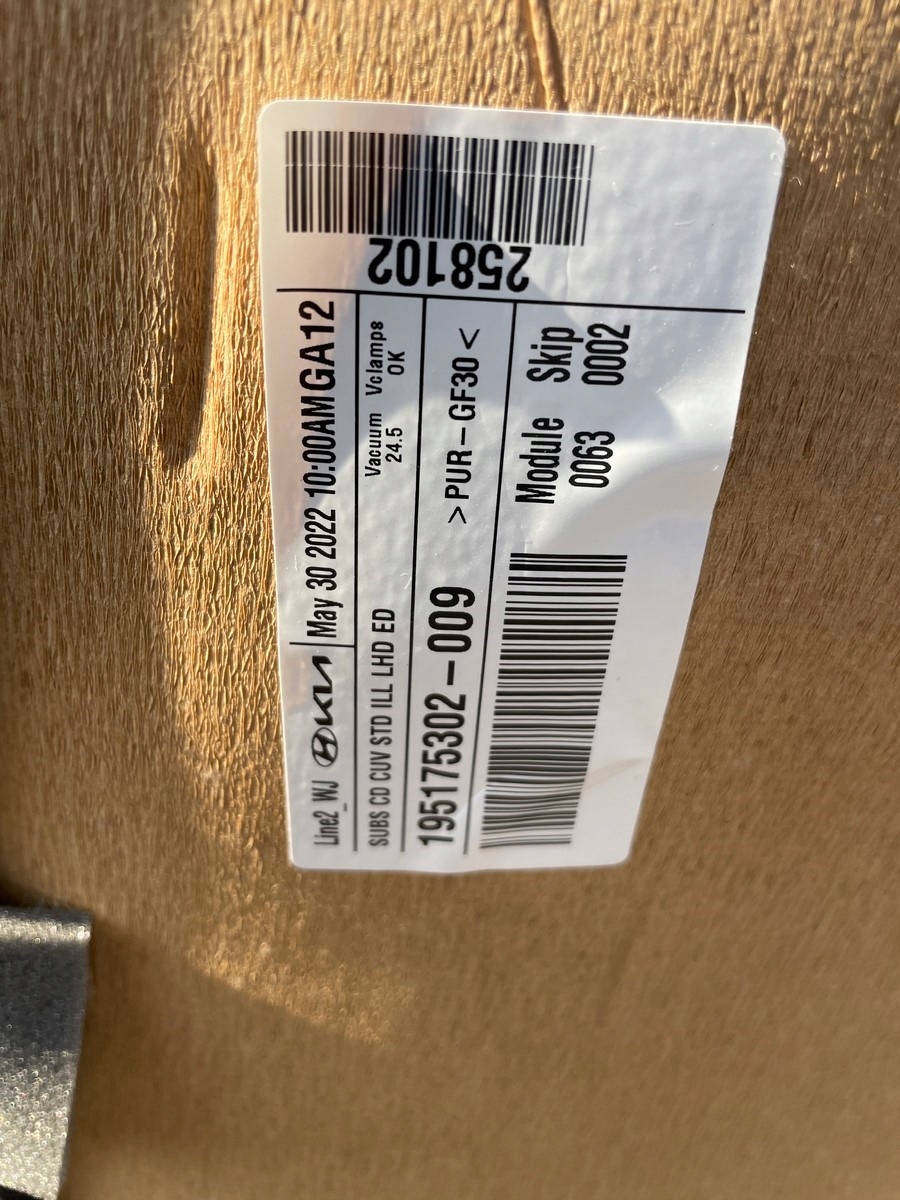 Line2_WJ KIA May 30 2022 10:00AM GA12
SUBS CD CUV STD ILL LHD ED Vacuum Vclamps
24.5 OK
195175302-009 >PUR-GF30<
Module Skip
0063 0002
258102